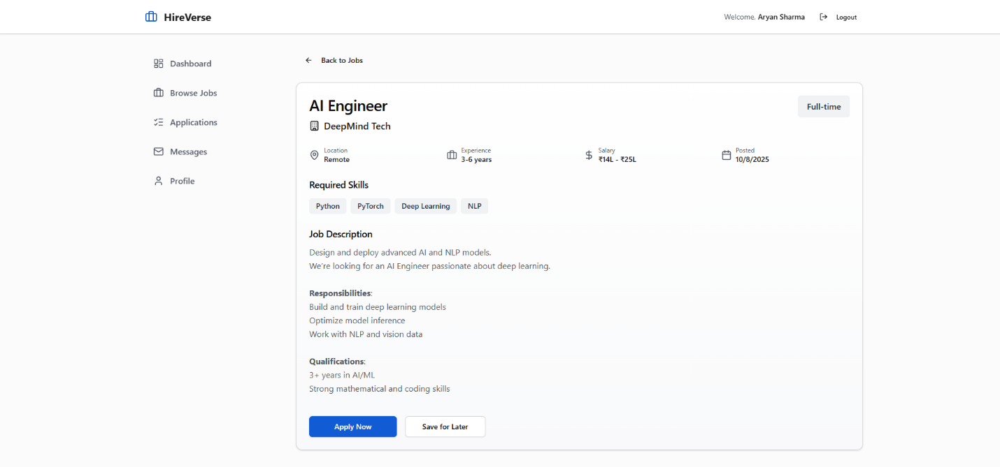 HireVerse
Welcome, Aryan Sharma
Logout
Dashboard
Browse Jobs
Applications
Messages
Profile
Back to Jobs
AI Engineer
Full-time
DeepMind Tech
Location
Remote
Experience
3-6 years
Salary
₹14L - ₹25L
Posted
10/8/2025
Required Skills
Python PyTorch Deep Learning NLP
Job Description
Design and deploy advanced AI and NLP models.
We're looking for an AI Engineer passionate about deep learning.
Responsibilities:
Build and train deep learning models
Optimize model inference
Work with NLP and vision data
Qualifications:
3+ years in AI/ML
Strong mathematical and coding skills
Apply Now Save for Later